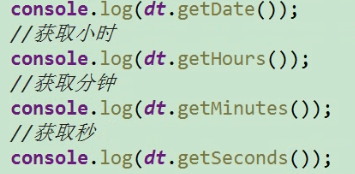 console.log(dt.getDate());
//获取小时
console.log(dt.getHours());
//获取分钟
console.log(dt.getMinutes());
//获取秒
console.log(dt.getSeconds());